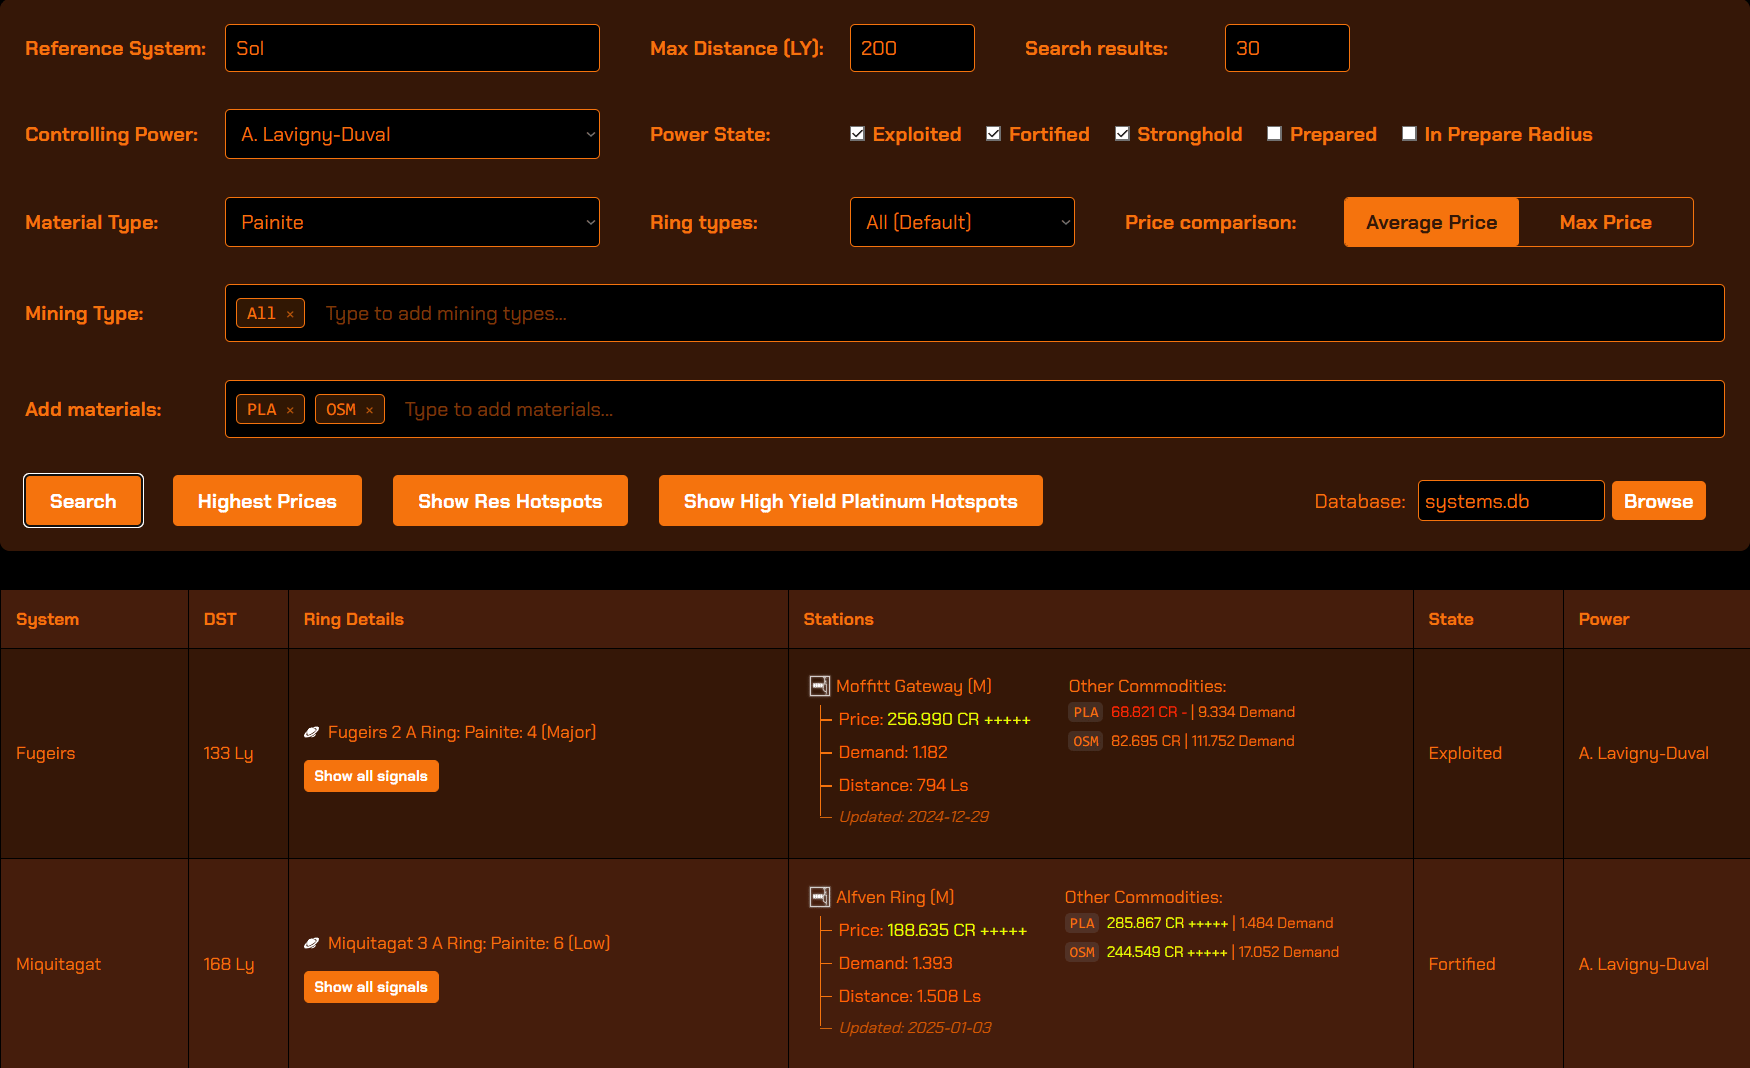 Reference System: Sol Max Distance (LY): 200 Search results: 30
Controlling Power: A. Lavigny-Duval Power State: Exploited Fortified Stronghold Prepared In Prepare Radius
Material Type: Painite Ring types: All (Default) Price comparison: Average Price Max Price
Mining Type: All × Type to add mining types...
Add materials: PLA × OSM × Type to add materials...
Search Highest Prices Show Res Hotspots Show High Yield Platinum Hotspots Database: systems.db Browse
System DST Ring Details Stations State Power
Fugeirs
133 Ly
Fugeirs 2 A Ring: Painite: 4 (Major)
Show all signals
Moffitt Gateway (M)
Price: 256.990 CR +++++
Demand: 1.182
Distance: 794 Ls
Updated: 2024-12-29
Other Commodities:
PLA 68.821 CR - | 9.334 Demand
OSM 82.695 CR | 111.752 Demand
Exploited
A. Lavigny-Duval
Miquitagat
168 Ly
Miquitagat 3 A Ring: Painite: 6 (Low)
Show all signals
Alfven Ring (M)
Price: 188.635 CR +++++
Demand: 1.393
Distance: 1.508 Ls
Updated: 2025-01-03
Other Commodities:
PLA 285.867 CR +++++ | 1.484 Demand
OSM 244.549 CR +++++ | 17.052 Demand
Fortified
A. Lavigny-Duval